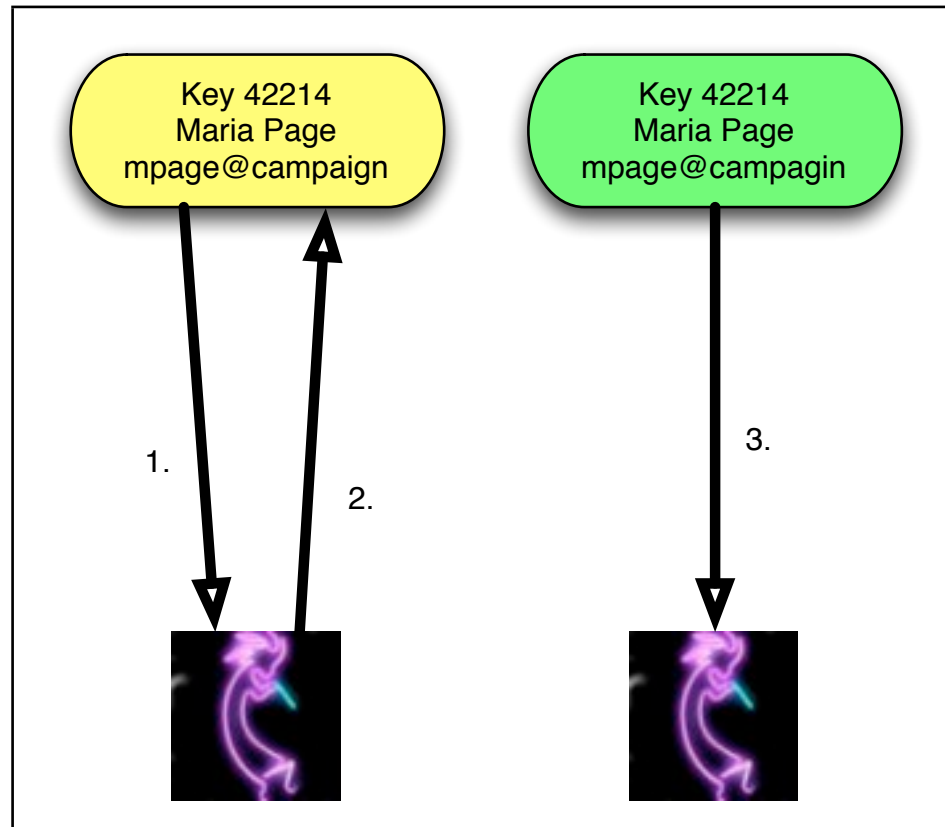 Key 42214
Maria Page
mpage@campaign
Key 42214
Maria Page
mpage@campagin
1.
2.
3.